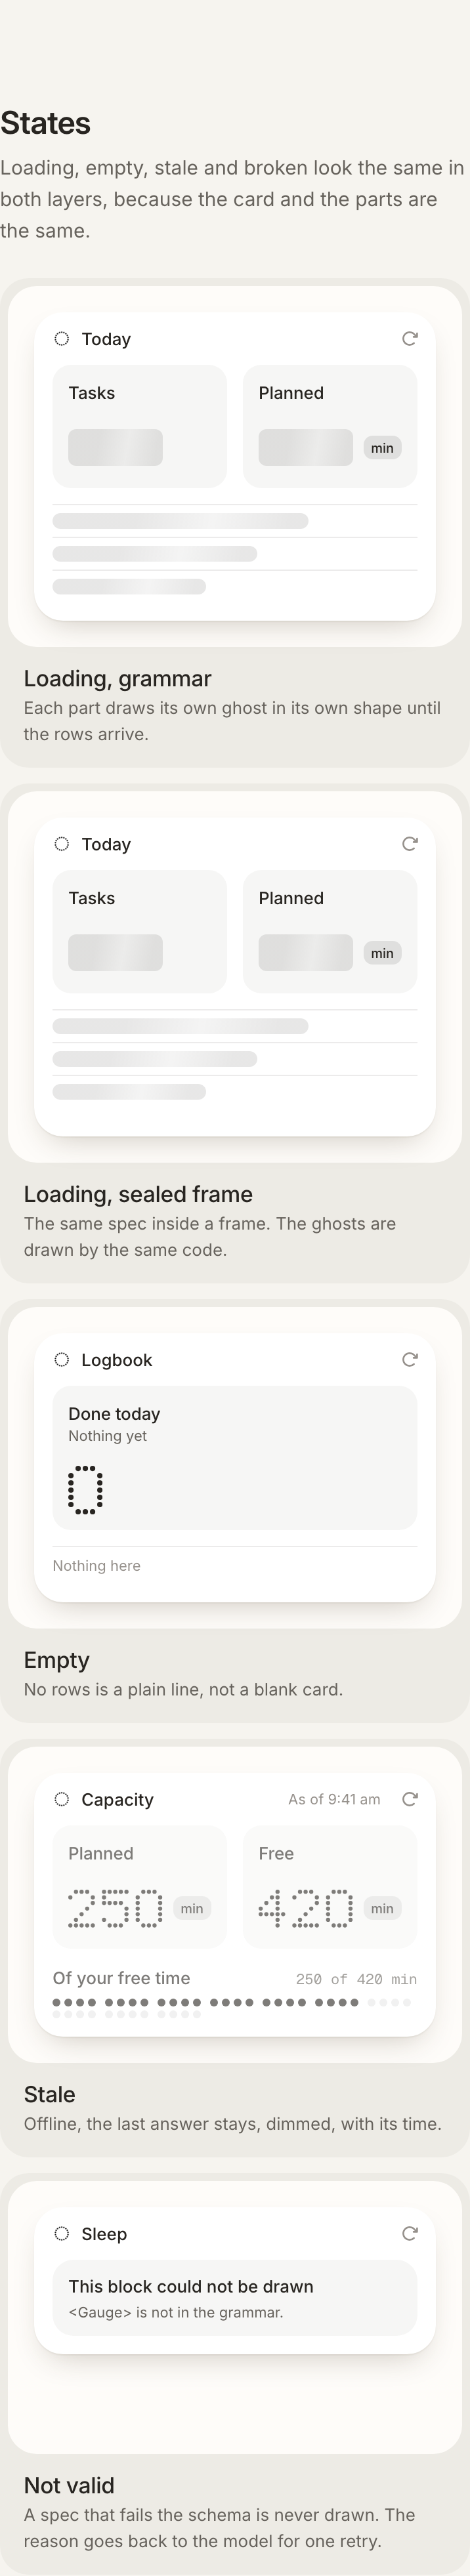 States
Loading, empty, stale and broken look the same in
both layers, because the card and the parts are
the same.
Today
Tasks
Planned
min
Loading, grammar
Each part draws its own ghost in its own shape until
the rows arrive.
Today
Tasks
Planned
min
Loading, sealed frame
The same spec inside a frame. The ghosts are
drawn by the same code.
Logbook
Done today
Nothing yet
0
Nothing here
Empty
No rows is a plain line, not a blank card.
Capacity As of 9:41 am
Planned
250 min
Free
420 min
Of your free time 250 of 420 min
Stale
Offline, the last answer stays, dimmed, with its time.
Sleep
This block could not be drawn
<Gauge> is not in the grammar.
Not valid
A spec that fails the schema is never drawn. The
reason goes back to the model for one retry.